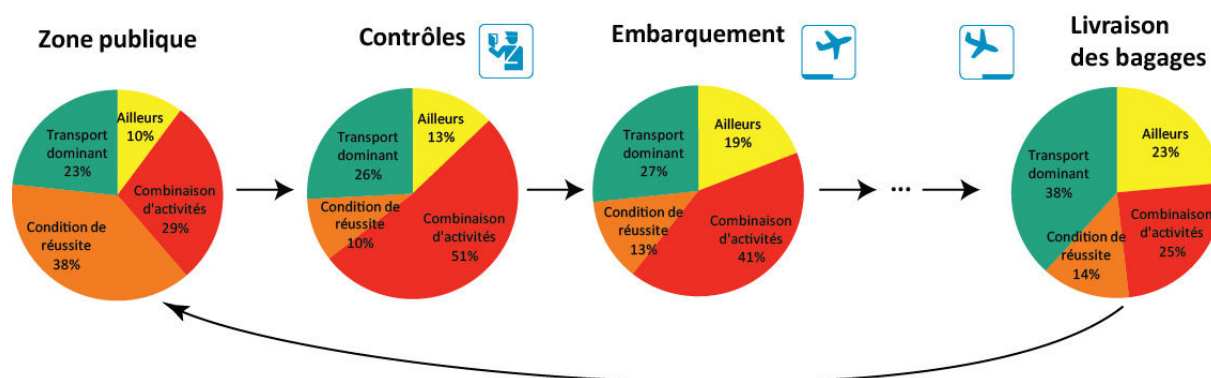 Zone publique
Ailleurs
10%
Transport
dominant
23%
Combinaison
d'activités
29%
Condition de
réussite
38%
Contrôles
Ailleurs
13%
Transport
dominant
26%
Condition de
réussite
10%
Combinaison
d'activités
51%
Embarquement
Ailleurs
19%
Transport
dominant
27%
Condition de
réussite
13%
Combinaison
d'activités
41%
...
Livraison
des bagages
Ailleurs
23%
Transport
dominant
38%
Combinaison
d'activités
25%
Condition de
réussite
14%